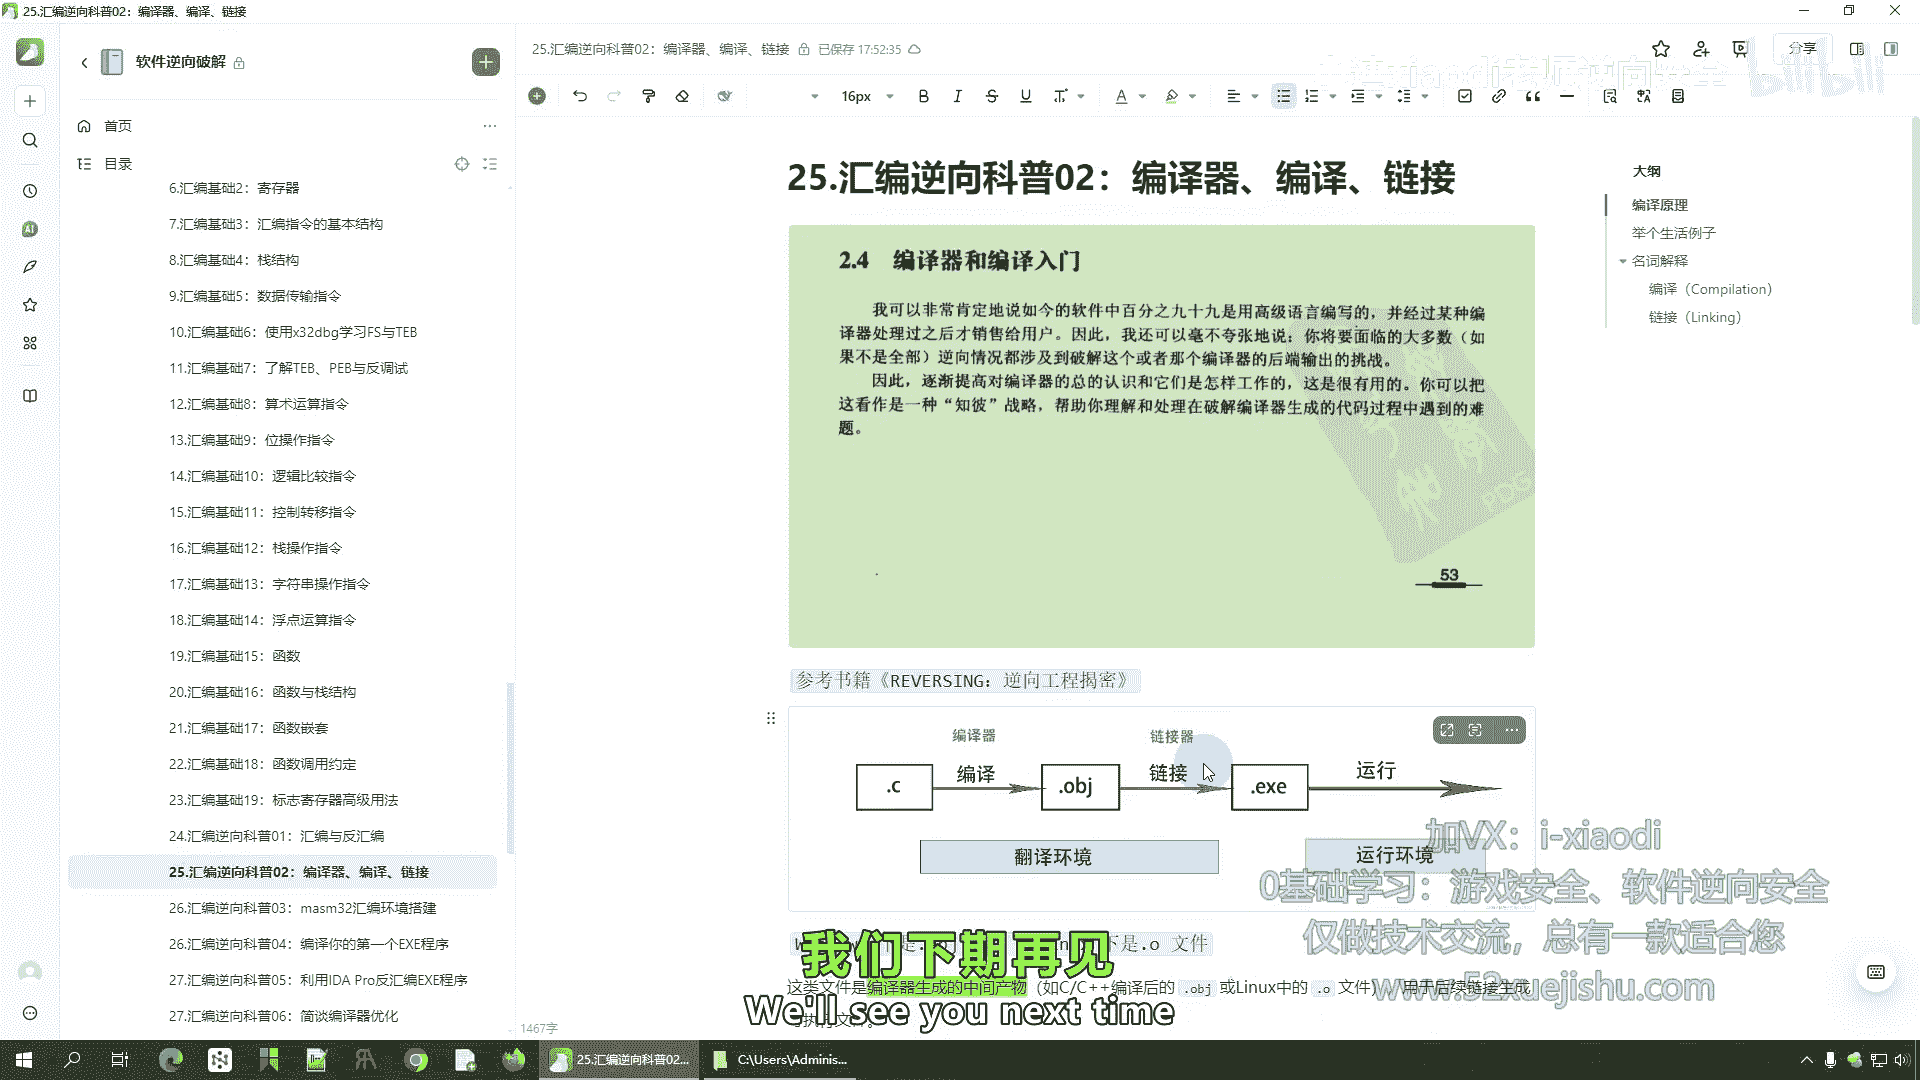 25.汇编逆向科普02：编译器、编译、链接
软件逆向破解
首页
目录
6.汇编基础2：寄存器
7.汇编基础3：汇编指令的基本结构
8.汇编基础4：栈结构
9.汇编基础5：数据传输指令
10.汇编基础6：使用x32dbg学习FS与TEB
11.汇编基础7：了解TEB、PEB与反调试
12.汇编基础8：算术运算指令
13.汇编基础9：位操作指令
14.汇编基础10：逻辑比较指令
15.汇编基础11：控制转移指令
16.汇编基础12：栈操作指令
17.汇编基础13：字符串操作指令
18.汇编基础14：浮点运算指令
19.汇编基础15：函数
20.汇编基础16：函数与栈结构
21.汇编基础17：函数嵌套
22.汇编基础18：函数调用约定
23.汇编基础19：标志寄存器高级用法
24.汇编逆向科普01：汇编与反汇编
25.汇编逆向科普02：编译器、编译、链接
26.汇编逆向科普03：masm32汇编环境搭建
26.汇编逆向科普04：编译你的第一个EXE程序
27.汇编逆向科普05：利用IDA Pro反汇编EXE程序
27.汇编逆向科普06：简谈编译器优化
25.汇编逆向科普02：编译器、编译、链接 已保存 17:52:35
分享
xiaodi老师逆向安全
bilibili
16px
25.汇编逆向科普02：编译器、编译、链接
2.4 编译器和编译入门
我可以非常肯定地说如今的软件中百分之九十九是用高级语言编写的，并经过某种编
译器处理过之后才销售给用户。因此，我还可以毫不夸张地说：你将要面临的大多数（如
果不是全部）逆向情况都涉及到破解这个或者那个编译器的后端输出的挑战。
因此，逐渐提高对编译器的总的认识和它们是怎样工作的，这是很有用的。你可以把
这看作是一种“知彼”战略，帮助你理解和处理在破解编译器生成的代码过程中遇到的难
题。
PDG
53
参考书籍《REVERSING：逆向工程揭密》
编译器 链接器
.c 编译 .obj 链接 .exe 运行
翻译环境 运行环境
下是.o 文件
这类文件是编译器生成的中间产物（如C/C++编译后的 .obj 或Linux中的 .o 文件），用于后续链接生成
1467字
大纲
编译原理
举个生活例子
名词解释
编译（Compilation）
链接（Linking）
加VX：i-xiaodi
0基础学习：游戏安全、软件逆向安全
仅做技术交流，总有一款适合您
www.52xuejishu.com
我们下期再见
We'll see you next time
25.汇编逆向科普02...
C:\Users\Adminis...